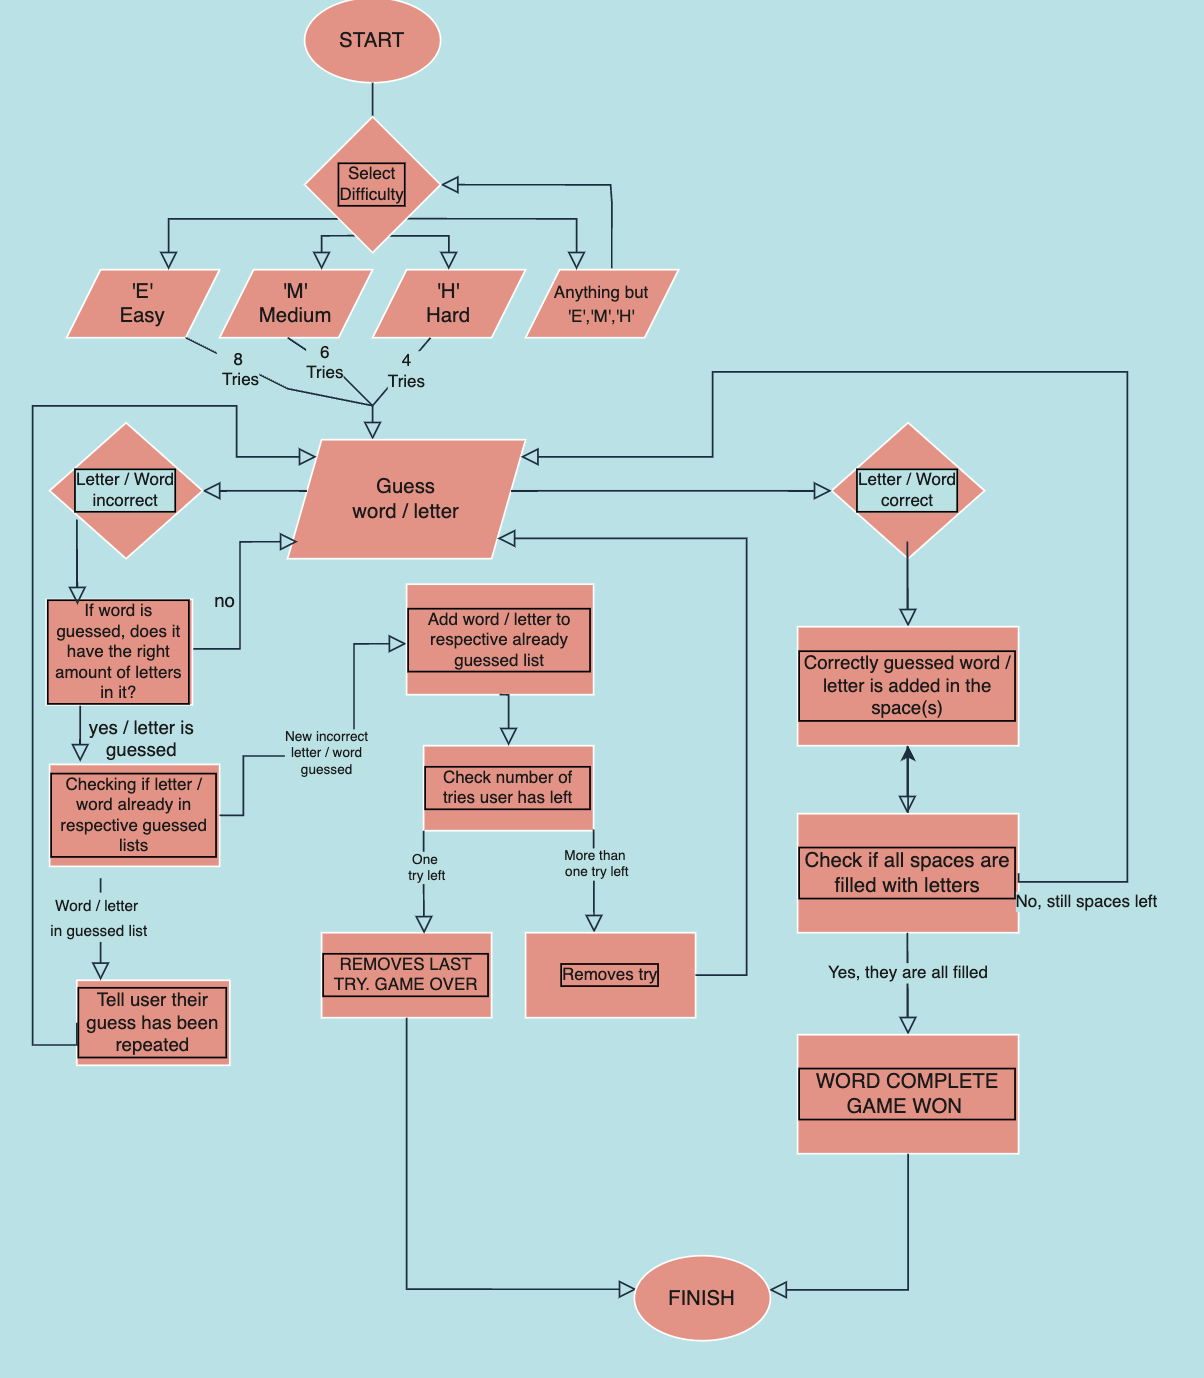 START
Select
Difficulty
'E'
Easy
'M'
Medium
'H'
Hard
Anything but
'E','M','H'
8
Tries
6
Tries
4
Tries
Letter / Word
incorrect
Guess
word / letter
Letter / Word
correct
If word is
guessed, does it
have the right
amount of letters
in it?
no
Add word / letter to
respective already
guessed list
Correctly guessed word /
letter is added in the
space(s)
yes / letter is
guessed
New incorrect
letter / word
guessed
Checking if letter /
word already in
respective guessed
lists
Check number of
tries user has left
One
try left
More than
one try left
Check if all spaces are
filled with letters
No, still spaces left
Word / letter
in guessed list
REMOVES LAST
TRY. GAME OVER
Removes try
Yes, they are all filled
Tell user their
guess has been
repeated
WORD COMPLETE
GAME WON
FINISH